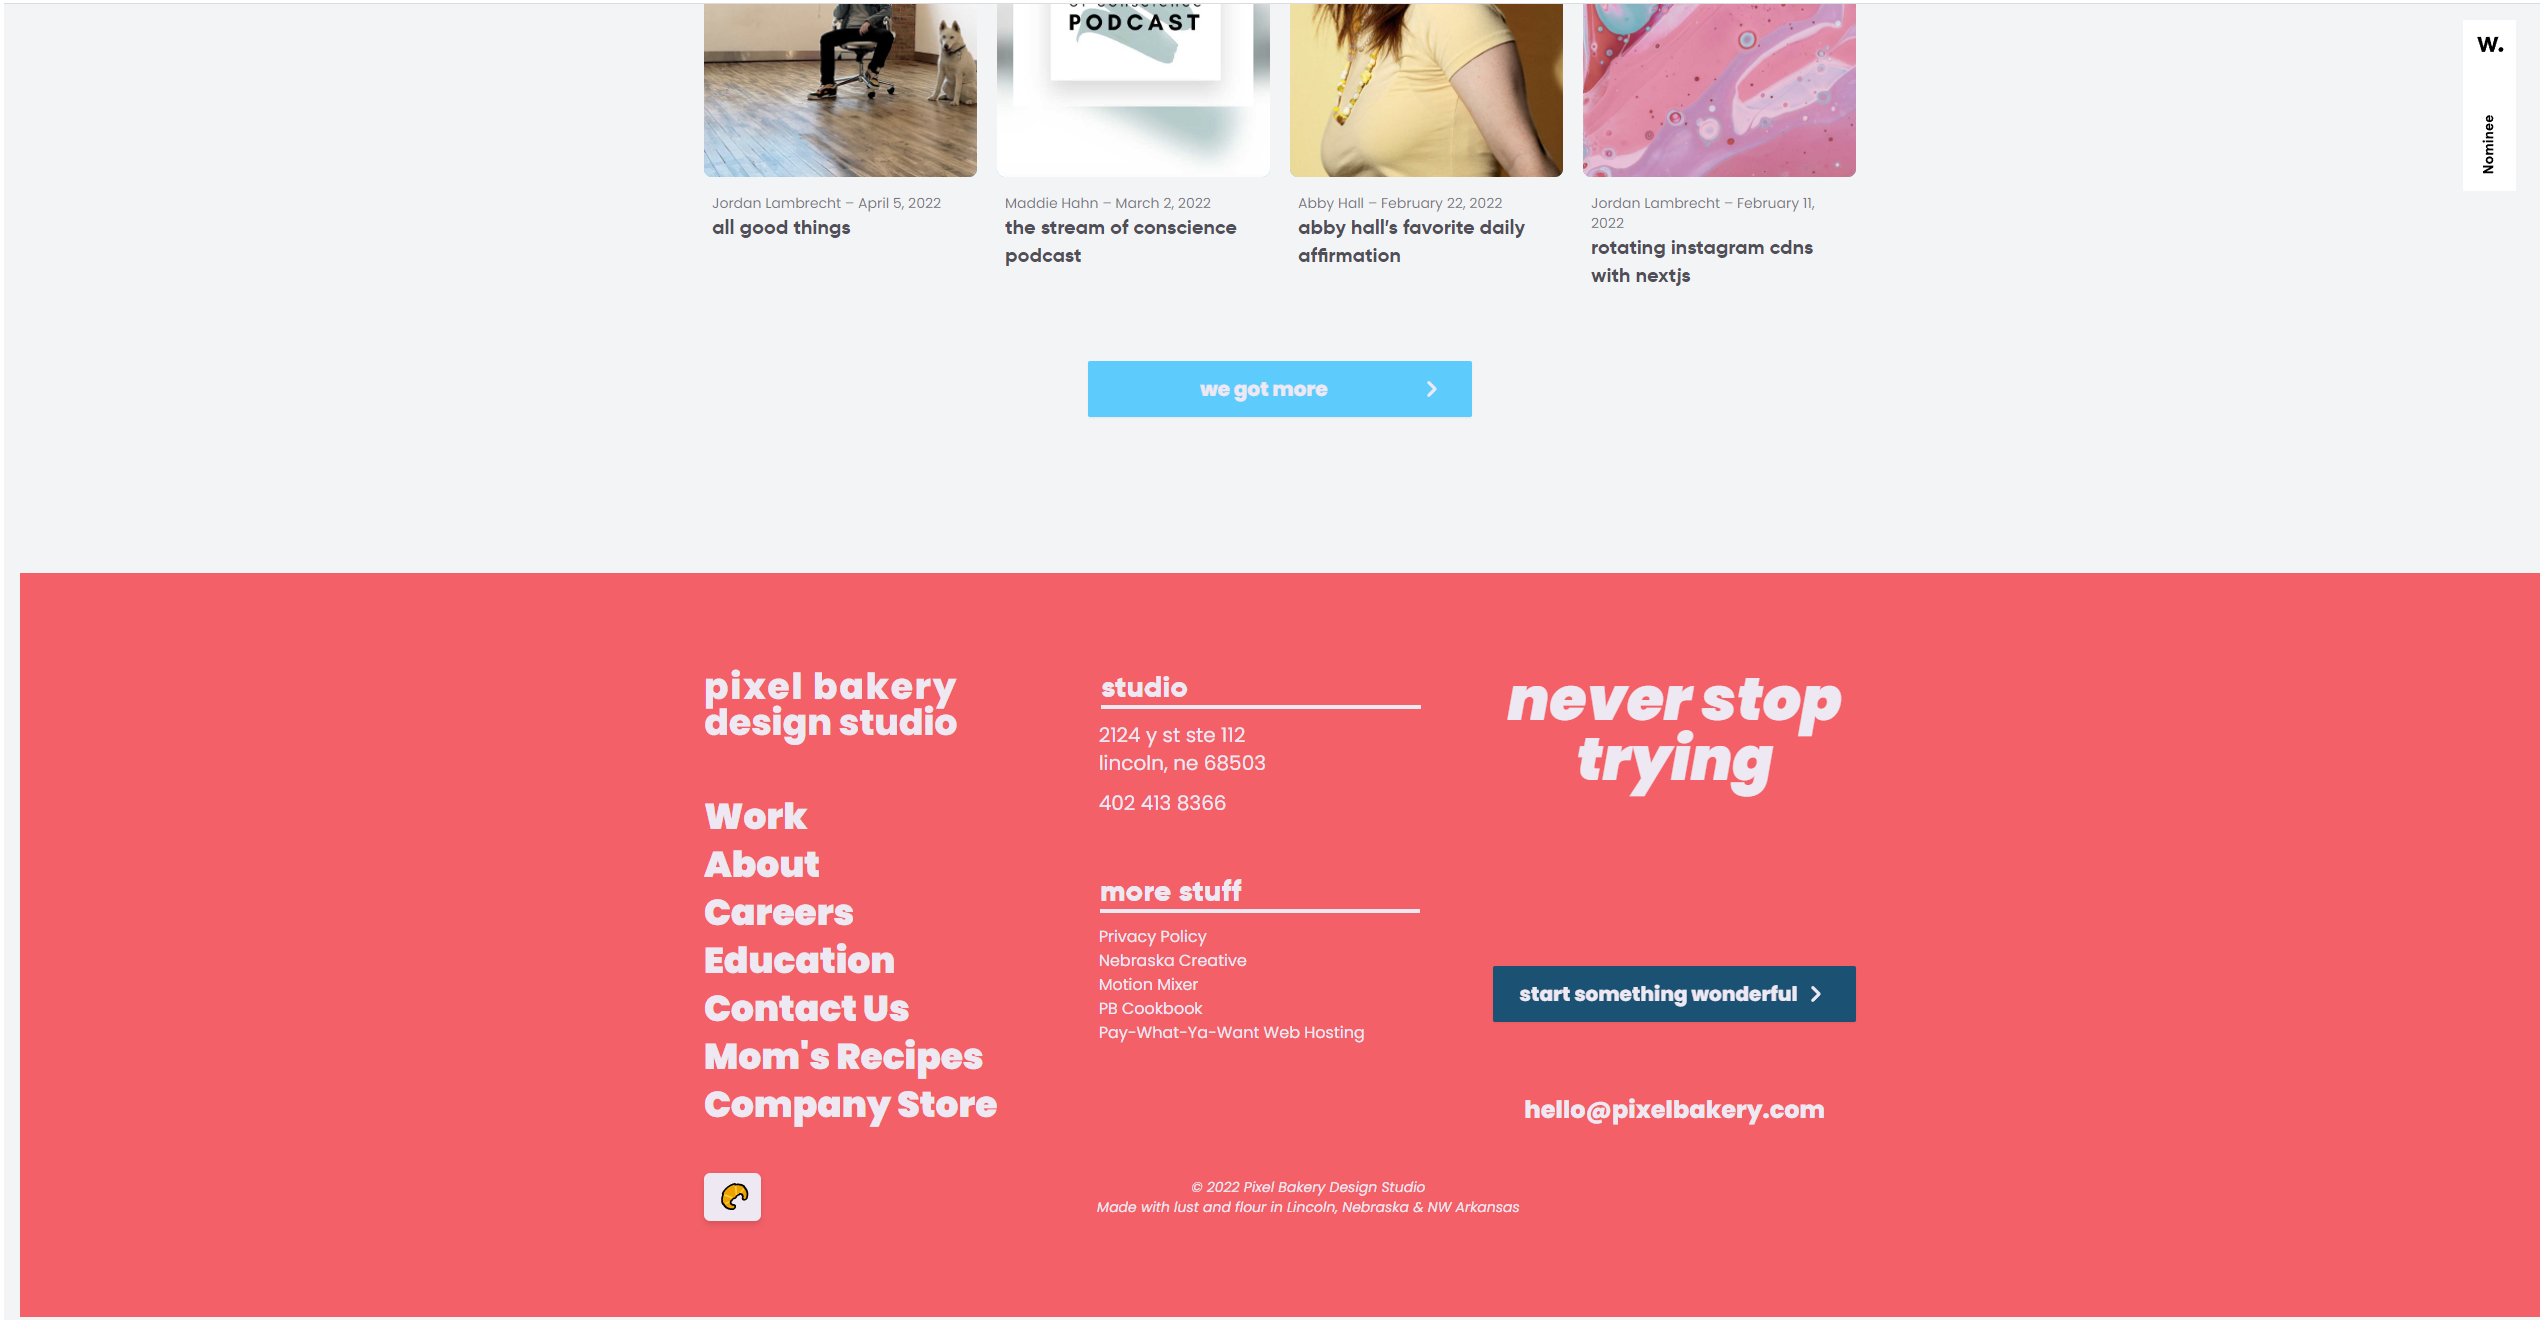 PODCAST
W.
Nominee
Jordan Lambrecht – April 5, 2022
all good things
Maddie Hahn – March 2, 2022
the stream of conscience
podcast
Abby Hall – February 22, 2022
abby hall's favorite daily
affirmation
Jordan Lambrecht – February 11,
2022
rotating instagram cdns
with nextjs
we got more
pixel bakery
design studio
Work
About
Careers
Education
Contact Us
Mom's Recipes
Company Store
studio
2124 y st ste 112
lincoln, ne 68503
402 413 8366
more stuff
Privacy Policy
Nebraska Creative
Motion Mixer
PB Cookbook
Pay-What-Ya-Want Web Hosting
never stop
trying
start something wonderful
hello@pixelbakery.com
© 2022 Pixel Bakery Design Studio
Made with lust and flour in Lincoln, Nebraska & NW Arkansas